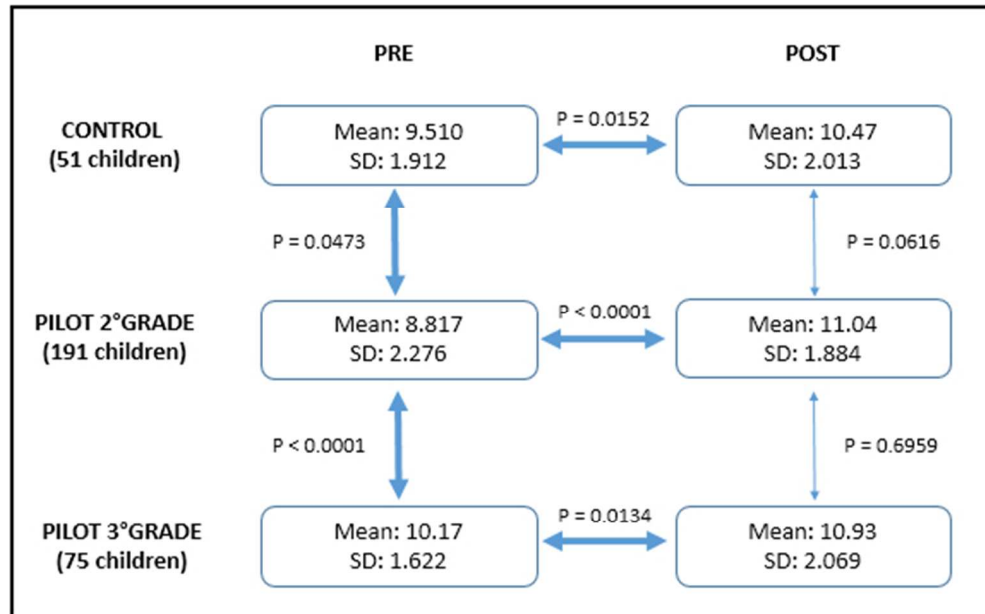 PRE
POST
CONTROL
(51 children)
Mean: 9.510
SD: 1.912
P = 0.0152
Mean: 10.47
SD: 2.013
P = 0.0473
P = 0.0616
PILOT 2°GRADE
(191 children)
Mean: 8.817
SD: 2.276
P < 0.0001
Mean: 11.04
SD: 1.884
P < 0.0001
P = 0.6959
PILOT 3°GRADE
(75 children)
Mean: 10.17
SD: 1.622
P = 0.0134
Mean: 10.93
SD: 2.069